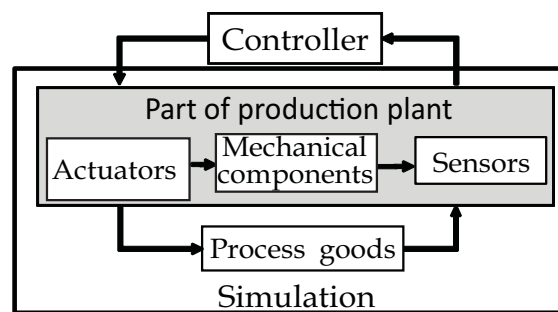 Controller
Part of production plant
Actuators
Mechanical
components
Sensors
Process goods
Simulation